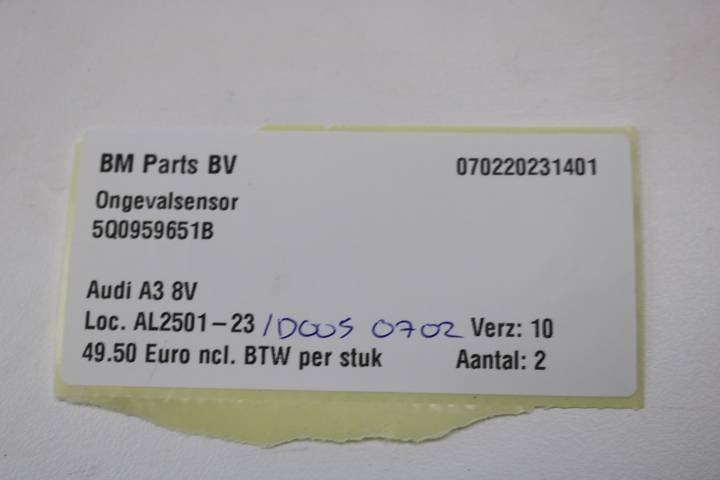 BM Parts BV 070220231401
Ongevalsensor
5Q0959651B
Audi A3 8V
Loc. AL2501-23 /D005 0702 Verz: 10
49.50 Euro ncl. BTW per stuk Aantal: 2